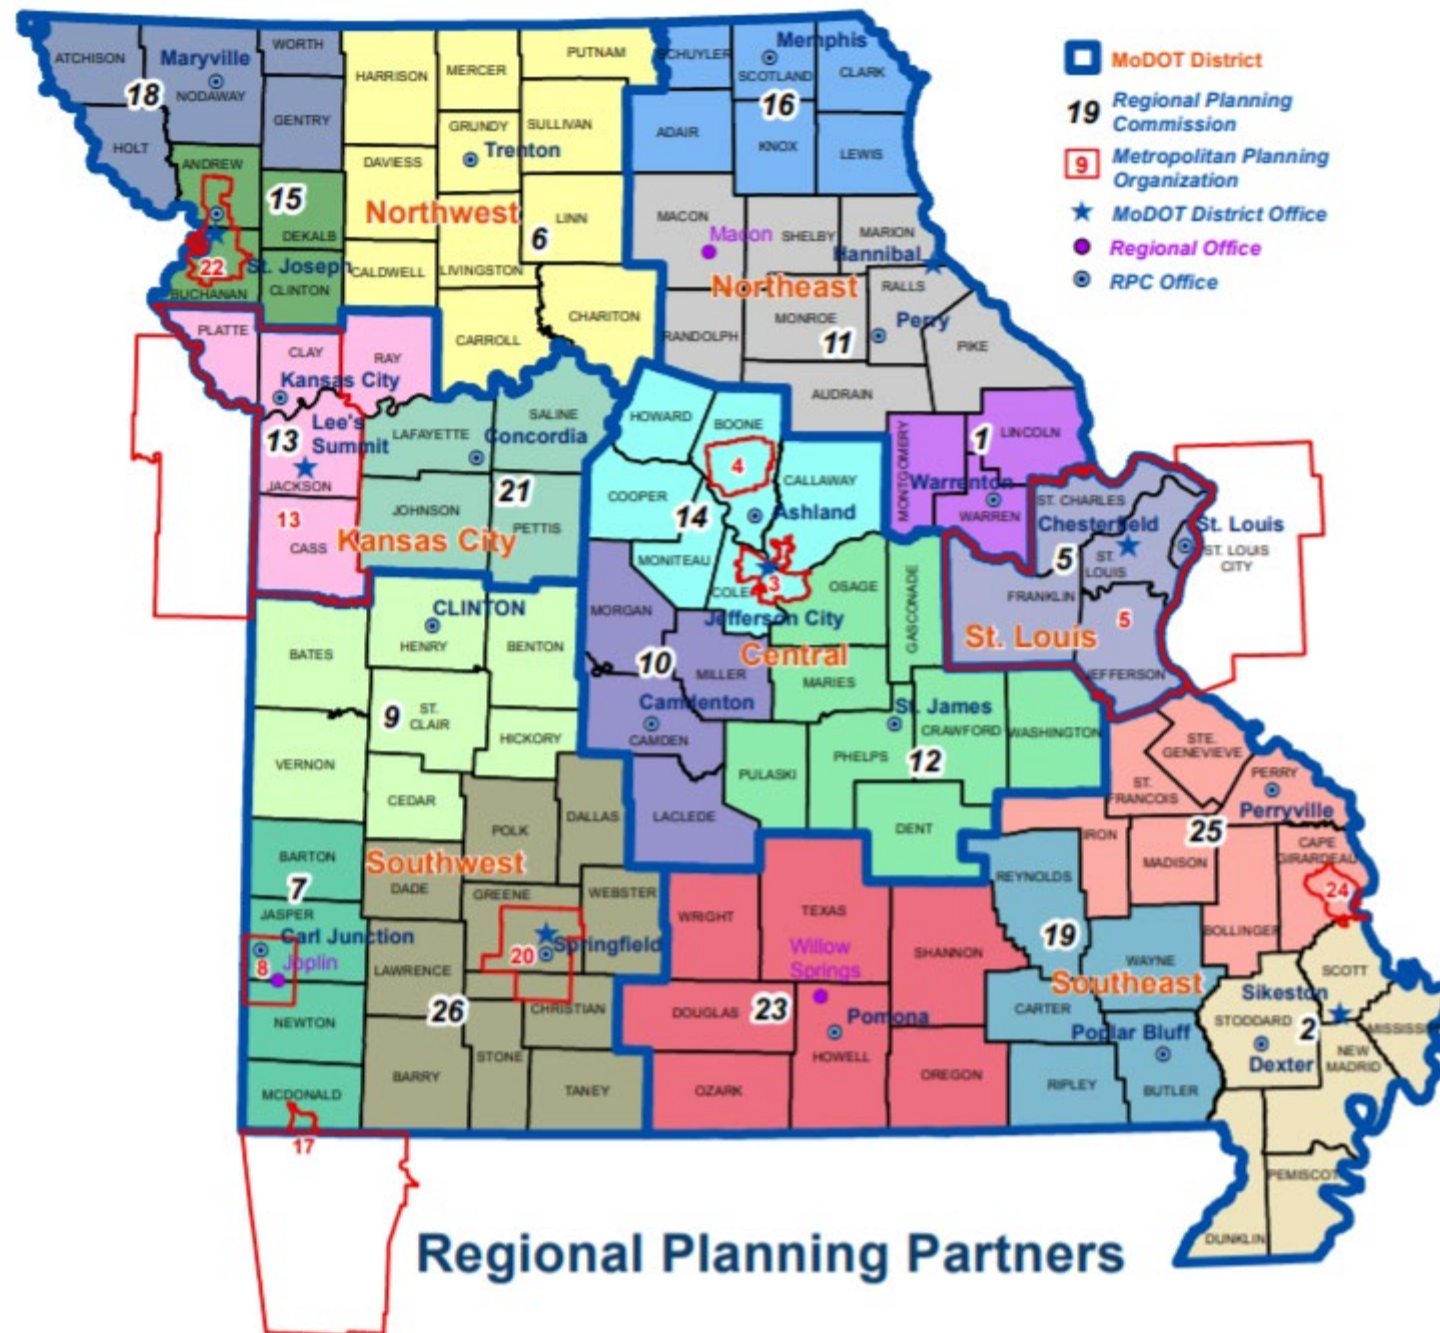 MoDOT District
19 Regional Planning
Commission
9 Metropolitan Planning
Organization
MoDOT District Office
Regional Office
RPC Office
ATCHISON
Maryville
NODAWAY
WORTH
18
GENTRY
HOLT
HARRISON
MERCER
PUTNAM
GRUNDY
SULLIVAN
Trenton
DAVIESS
Northwest
LINN
6
CALDWELL
LIVINGSTON
CHARITON
CARROLL
ANDREW
15
DEKALB
22
St. Joseph
BUCHANAN
CLINTON
SCHUYLER
Memphis
SCOTLAND
CLARK
16
ADAIR
KNOX
LEWIS
MACON
Macon
SHELBY
MARION
Hannibal
Northeast
RALLS
RANDOLPH
MONROE
Perry
11
PIKE
AUDRAIN
PLATTE
CLAY
RAY
Kansas City
13
Lee's
Summit
JACKSON
13
CASS
LAFAYETTE
SALINE
Concordia
21
JOHNSON
PETTIS
Kansas City
HOWARD
BOONE
4
COOPER
CALLAWAY
14
Ashland
MONITEAU
COLE
3
Jefferson City
MONTGOMERY
1
LINCOLN
Warrenton
WARREN
ST. CHARLES
Chesterfield
St. Louis
ST. LOUIS
CITY
5
ST.
LOUIS
FRANKLIN
5
St. Louis
JEFFERSON
OSAGE
GASCONADE
Central
MARIES
St. James
CRAWFORD
WASHINGTON
PHELPS
12
PULASKI
DENT
MORGAN
10
MILLER
Camdenton
CAMDEN
LACLEDE
CLINTON
HENRY
BENTON
BATES
9
ST.
CLAIR
HICKORY
VERNON
CEDAR
BARTON
7
JASPER
Carl Junction
8
Joplin
NEWTON
MCDONALD
17
POLK
DALLAS
Southwest
DADE
GREENE
WEBSTER
20
Springfield
LAWRENCE
26
CHRISTIAN
STONE
BARRY
TANEY
WRIGHT
TEXAS
Willow
Springs
SHANNON
DOUGLAS
23
Pomona
HOWELL
OZARK
OREGON
REYNOLDS
19
WAYNE
Southeast
CARTER
Poplar Bluff
RIPLEY
BUTLER
STE.
GENEVIEVE
ST.
FRANCOIS
PERRY
Perryville
IRON
25
MADISON
CAPE
GIRARDEAU
24
BOLLINGER
SCOTT
Sikeston
STODDARD
2
MISSISSIPPI
NEW
MADRID
Dexter
PEMISCOT
DUNKLIN
Regional Planning Partners